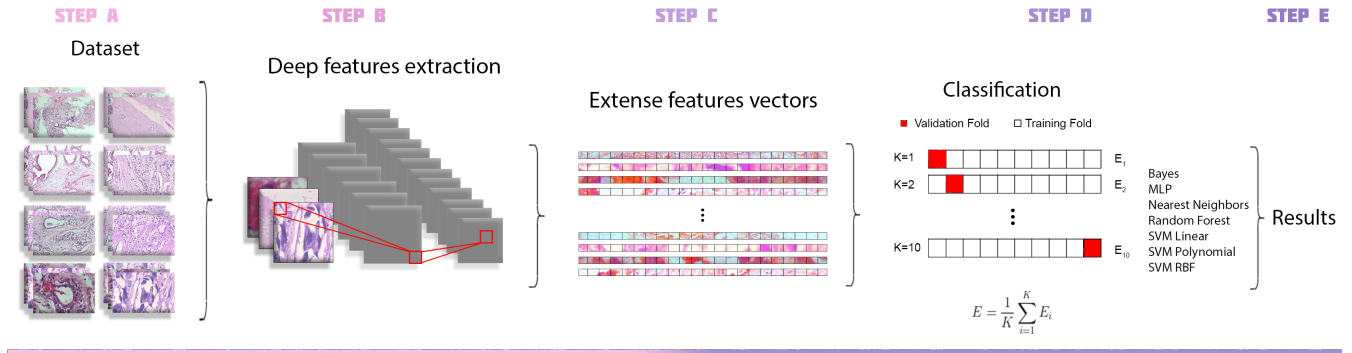 STEP A
STEP B
STEP C
STEP D
STEP E
Dataset
Deep features extraction
Extense features vectors
Classification
Validation Fold
Training Fold
K=1
E1
K=2
E2
K=10
E10
E = 1/K ∑ i=1 K Ei
Bayes
MLP
Nearest Neighbors
Random Forest
SVM Linear
SVM Polynomial
SVM RBF
Results